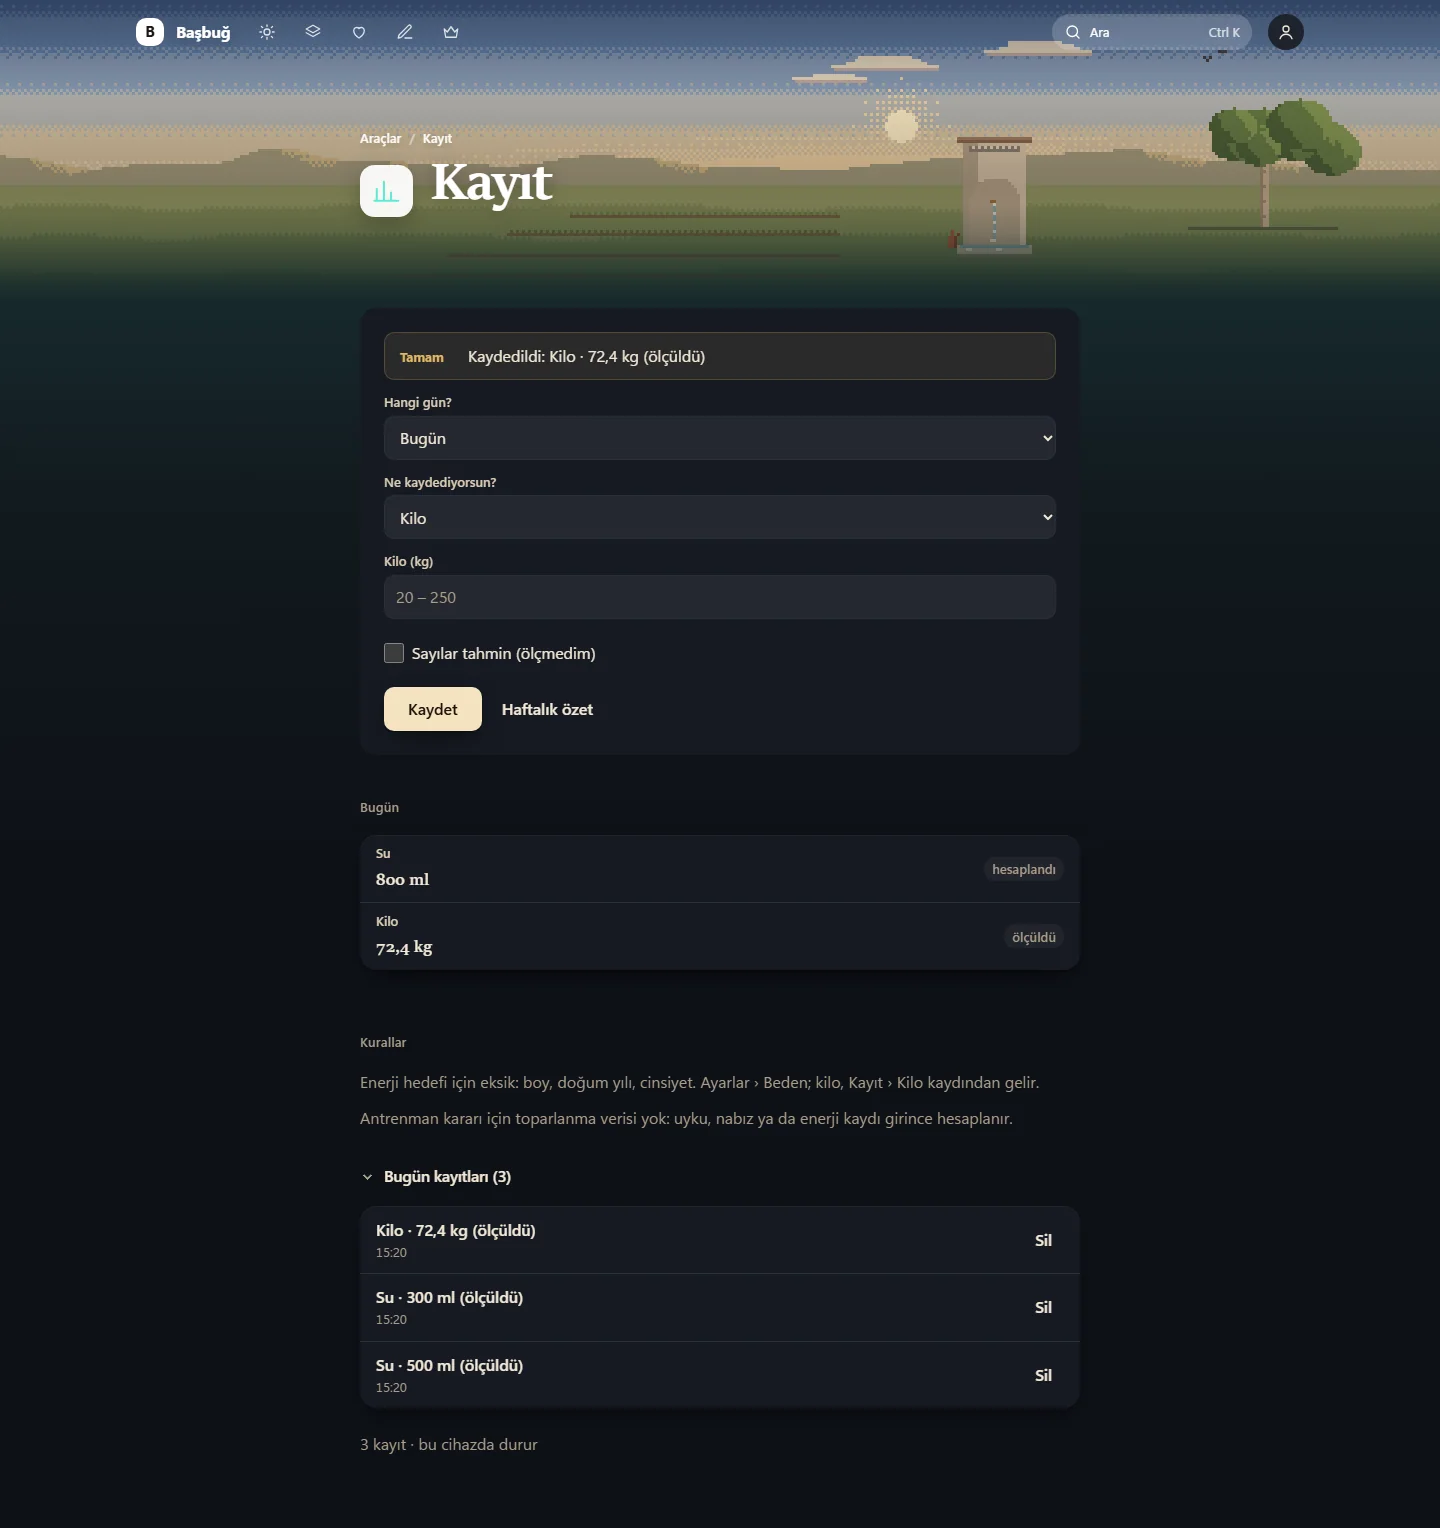 B Başbuğ
Ara Ctrl K
Araçlar / Kayıt
Kayıt
Tamam Kaydedildi: Kilo · 72,4 kg (ölçüldü)
Hangi gün?
Bugün
Ne kaydediyorsun?
Kilo
Kilo (kg)
20 – 250
Sayılar tahmin (ölçmedim)
Kaydet Haftalık özet
Bugün
Su
800 ml
hesaplandı
Kilo
72,4 kg
ölçüldü
Kurallar
Enerji hedefi için eksik: boy, doğum yılı, cinsiyet. Ayarlar › Beden; kilo, Kayıt › Kilo kaydından gelir.
Antrenman kararı için toparlanma verisi yok: uyku, nabız ya da enerji kaydı girince hesaplanır.
Bugün kayıtları (3)
Kilo · 72,4 kg (ölçüldü)
15:20
Sil
Su · 300 ml (ölçüldü)
15:20
Sil
Su · 500 ml (ölçüldü)
15:20
Sil
3 kayıt · bu cihazda durur